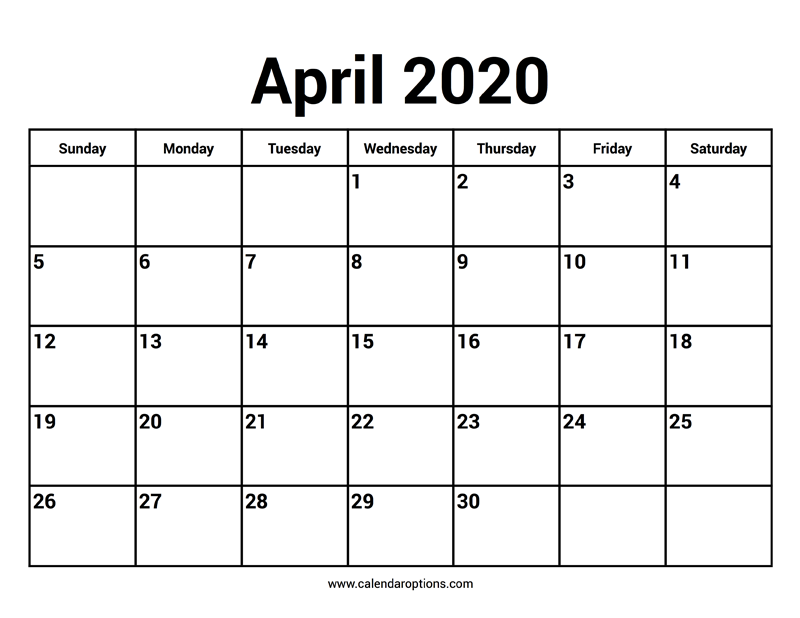 April 2020
Sunday Monday Tuesday Wednesday Thursday Friday Saturday
1 2 3 4
5 6 7 8 9 10 11
12 13 14 15 16 17 18
19 20 21 22 23 24 25
26 27 28 29 30
www.calendaroptions.com